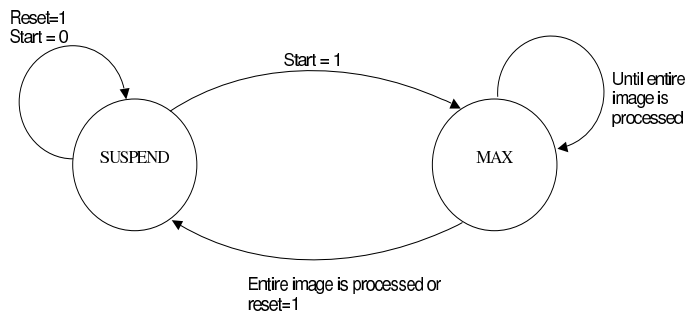 Reset=1
Start = 0
Start = 1
Until entire
image is
processed
SUSPEND
MAX
Entire image is processed or
reset=1